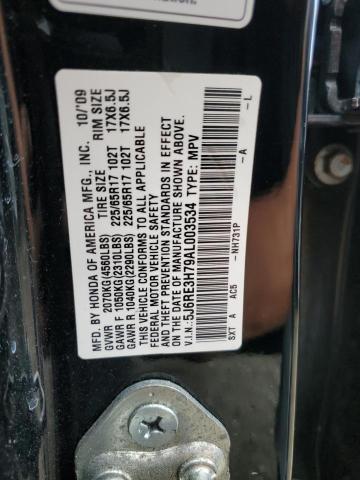 MFD. BY HONDA OF AMERICA MFG., INC. 10/'09
GVWR 2070KG(4560LBS) TIRE SIZE RIM SIZE
GAWR F 1050KG(2310LBS) 225/65R17 102T 17X6.5J
GAWR R 1040KG(2290LBS) 225/65R17 102T 17X6.5J
THIS VEHICLE CONFORMS TO ALL APPLICABLE
FEDERAL MOTOR VEHICLE SAFETY
AND THEFT PREVENTION STANDARDS IN EFFECT
ON THE DATE OF MANUFACTURE SHOWN ABOVE.
V.I.N.: 5J6RE3H79AL003534 TYPE: MPV
SXT A AC5 -NH731P -A -L